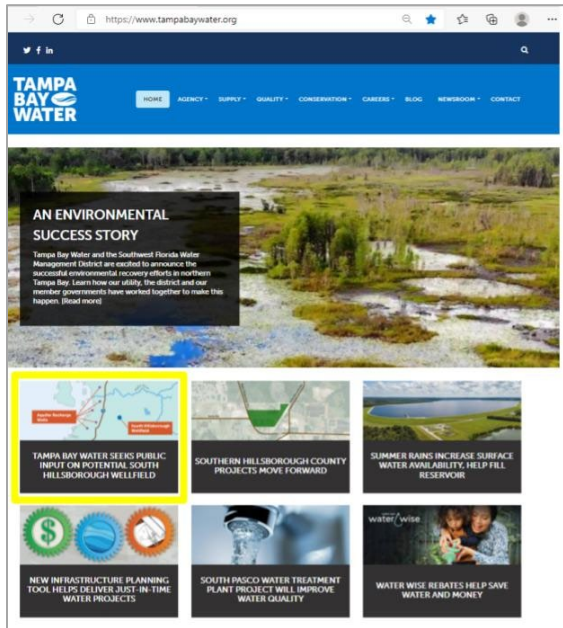 https://www.tampabaywater.org
TAMPA
BAY
WATER
HOME AGENCY SUPPLY QUALITY CONSERVATION CAREERS BLOG NEWSROOM CONTACT
AN ENVIRONMENTAL
SUCCESS STORY
Tampa Bay Water and the Southwest Florida Water
Management District are excited to announce the
successful environmental recovery efforts in northern
Tampa Bay. Learn how our utility, the district and our
member governments have worked together to make this
happen. [Read more]
Aquifer Recharge
Wells
South Hillsborough
Wellfield
TAMPA BAY WATER SEEKS PUBLIC
INPUT ON POTENTIAL SOUTH
HILLSBOROUGH WELLFIELD
SOUTHERN HILLSBOROUGH COUNTY
PROJECTS MOVE FORWARD
SUMMER RAINS INCREASE SURFACE
WATER AVAILABILITY, HELP FILL
RESERVOIR
water/wise
NEW INFRASTRUCTURE PLANNING
TOOL HELPS DELIVER JUST-IN-TIME
WATER PROJECTS
SOUTH PASCO WATER TREATMENT
PLANT PROJECT WILL IMPROVE
WATER QUALITY
WATER WISE REBATES HELP SAVE
WATER AND MONEY